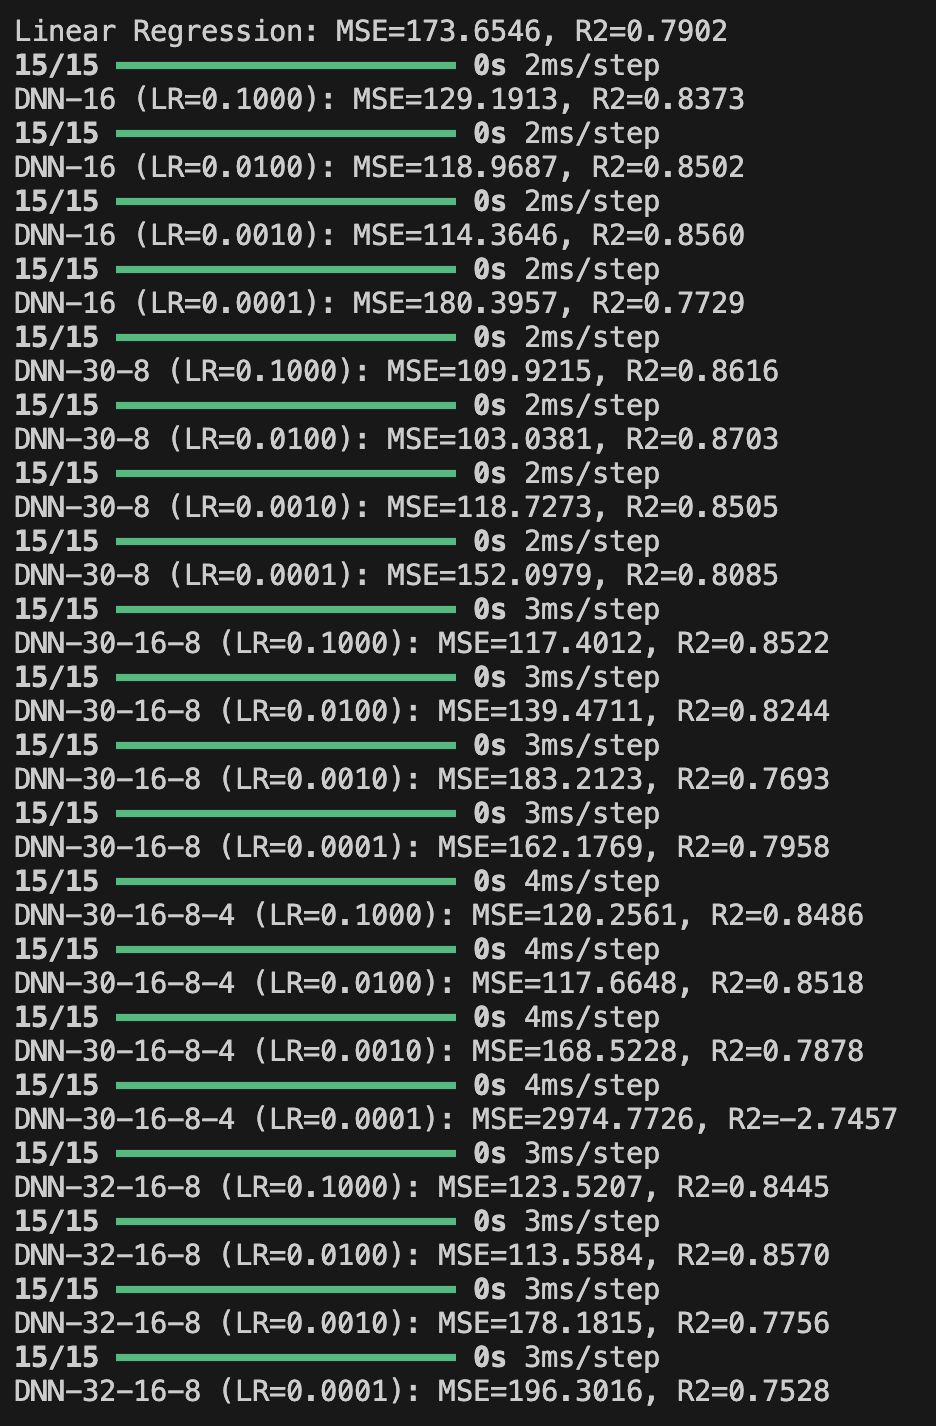 Linear Regression: MSE=173.6546, R2=0.7902
15/15 0s 2ms/step
DNN-16 (LR=0.1000): MSE=129.1913, R2=0.8373
15/15 0s 2ms/step
DNN-16 (LR=0.0100): MSE=118.9687, R2=0.8502
15/15 0s 2ms/step
DNN-16 (LR=0.0010): MSE=114.3646, R2=0.8560
15/15 0s 2ms/step
DNN-16 (LR=0.0001): MSE=180.3957, R2=0.7729
15/15 0s 2ms/step
DNN-30-8 (LR=0.1000): MSE=109.9215, R2=0.8616
15/15 0s 2ms/step
DNN-30-8 (LR=0.0100): MSE=103.0381, R2=0.8703
15/15 0s 2ms/step
DNN-30-8 (LR=0.0010): MSE=118.7273, R2=0.8505
15/15 0s 2ms/step
DNN-30-8 (LR=0.0001): MSE=152.0979, R2=0.8085
15/15 0s 3ms/step
DNN-30-16-8 (LR=0.1000): MSE=117.4012, R2=0.8522
15/15 0s 3ms/step
DNN-30-16-8 (LR=0.0100): MSE=139.4711, R2=0.8244
15/15 0s 3ms/step
DNN-30-16-8 (LR=0.0010): MSE=183.2123, R2=0.7693
15/15 0s 3ms/step
DNN-30-16-8 (LR=0.0001): MSE=162.1769, R2=0.7958
15/15 0s 4ms/step
DNN-30-16-8-4 (LR=0.1000): MSE=120.2561, R2=0.8486
15/15 0s 4ms/step
DNN-30-16-8-4 (LR=0.0100): MSE=117.6648, R2=0.8518
15/15 0s 4ms/step
DNN-30-16-8-4 (LR=0.0010): MSE=168.5228, R2=0.7878
15/15 0s 4ms/step
DNN-30-16-8-4 (LR=0.0001): MSE=2974.7726, R2=-2.7457
15/15 0s 3ms/step
DNN-32-16-8 (LR=0.1000): MSE=123.5207, R2=0.8445
15/15 0s 3ms/step
DNN-32-16-8 (LR=0.0100): MSE=113.5584, R2=0.8570
15/15 0s 3ms/step
DNN-32-16-8 (LR=0.0010): MSE=178.1815, R2=0.7756
15/15 0s 3ms/step
DNN-32-16-8 (LR=0.0001): MSE=196.3016, R2=0.7528